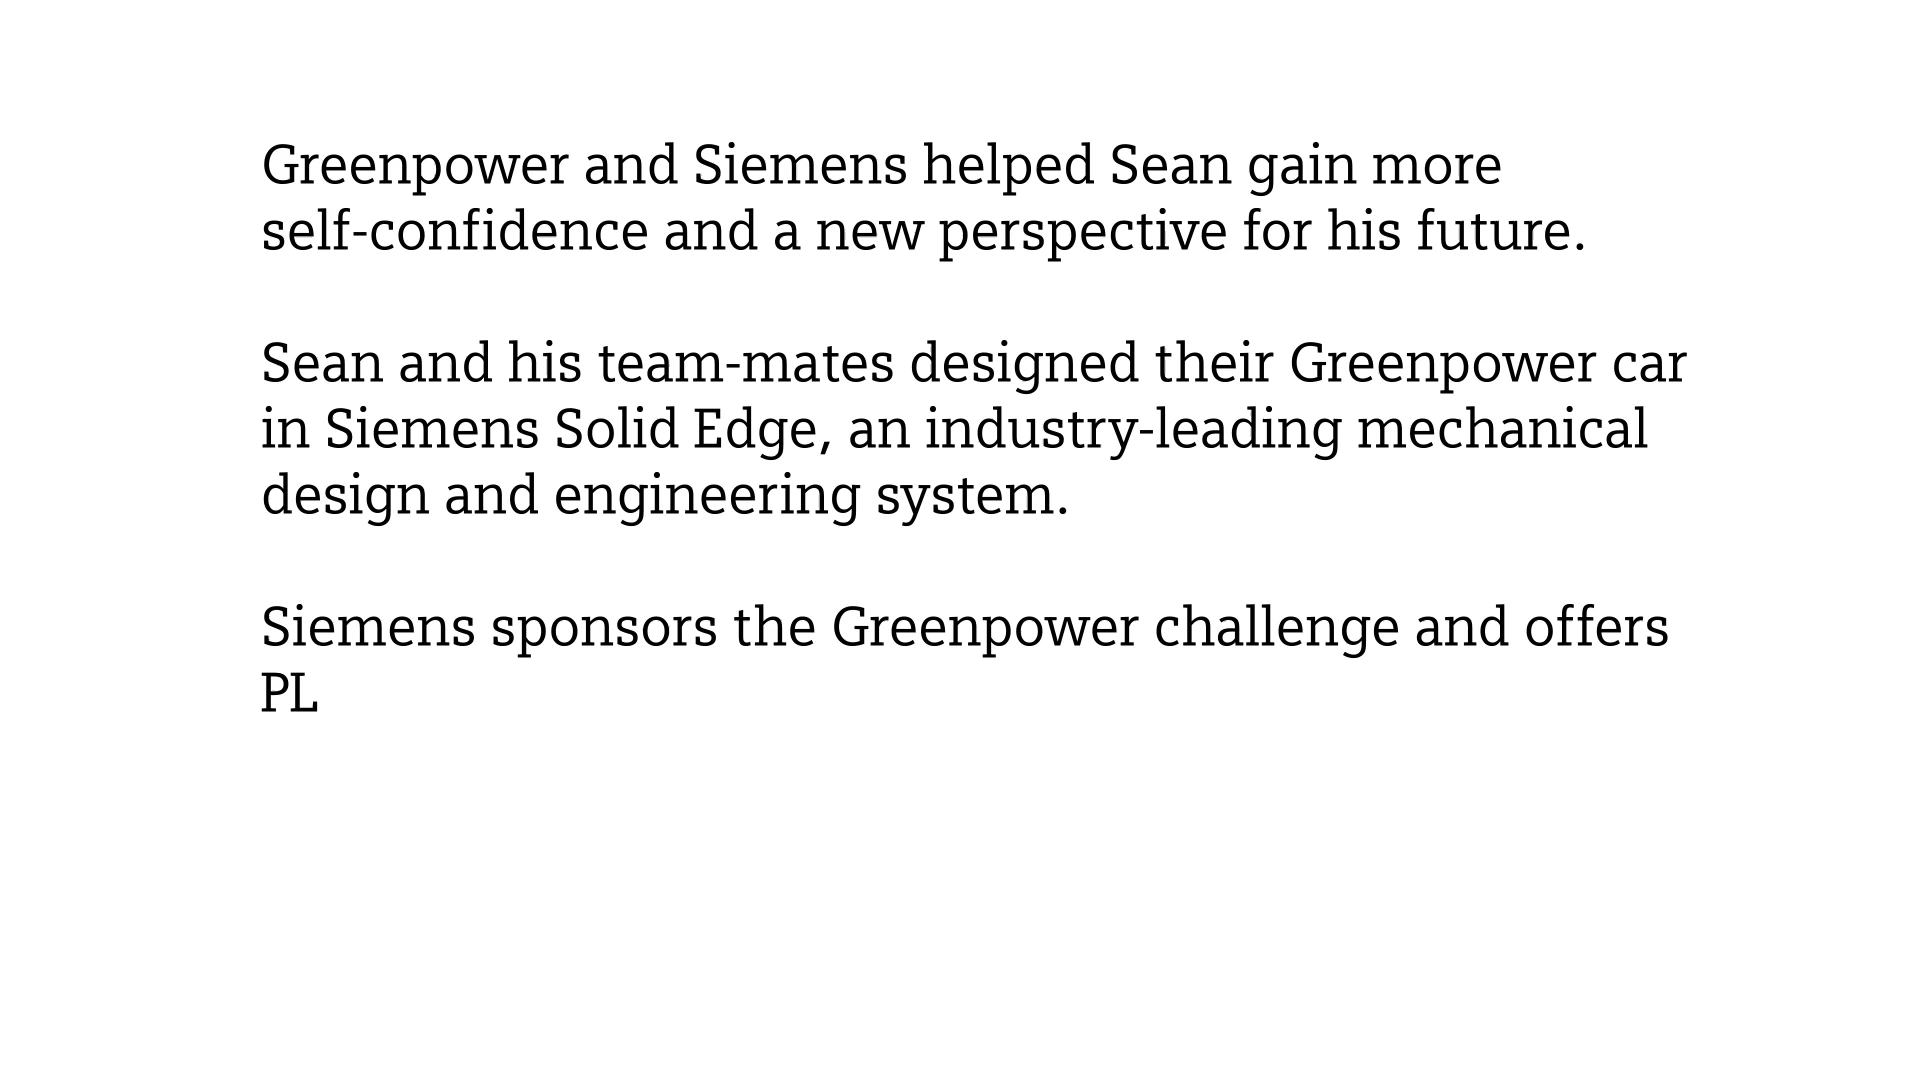 Greenpower and Siemens helped Sean gain more
self-confidence and a new perspective for his future.
Sean and his team-mates designed their Greenpower car
in Siemens Solid Edge, an industry-leading mechanical
design and engineering system.
Siemens sponsors the Greenpower challenge and offers
PL